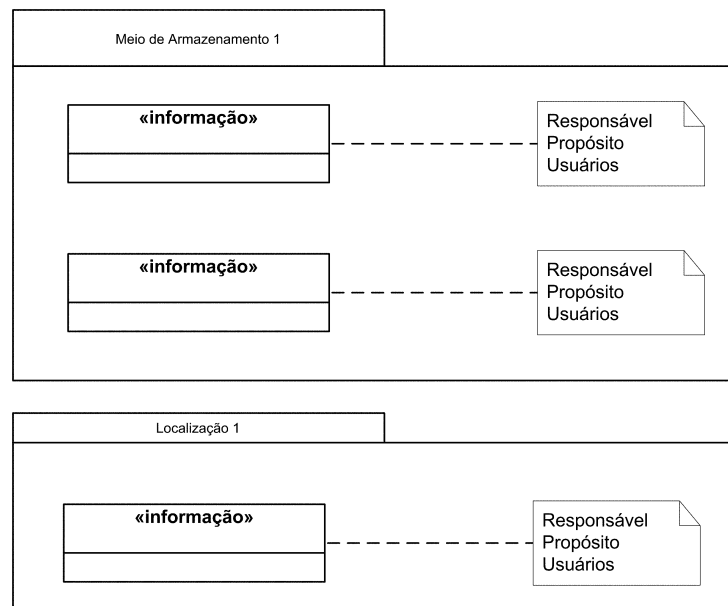 Meio de Armazenamento 1
«informação»
Responsável
Propósito
Usuários
«informação»
Responsável
Propósito
Usuários
Localização 1
«informação»
Responsável
Propósito
Usuários